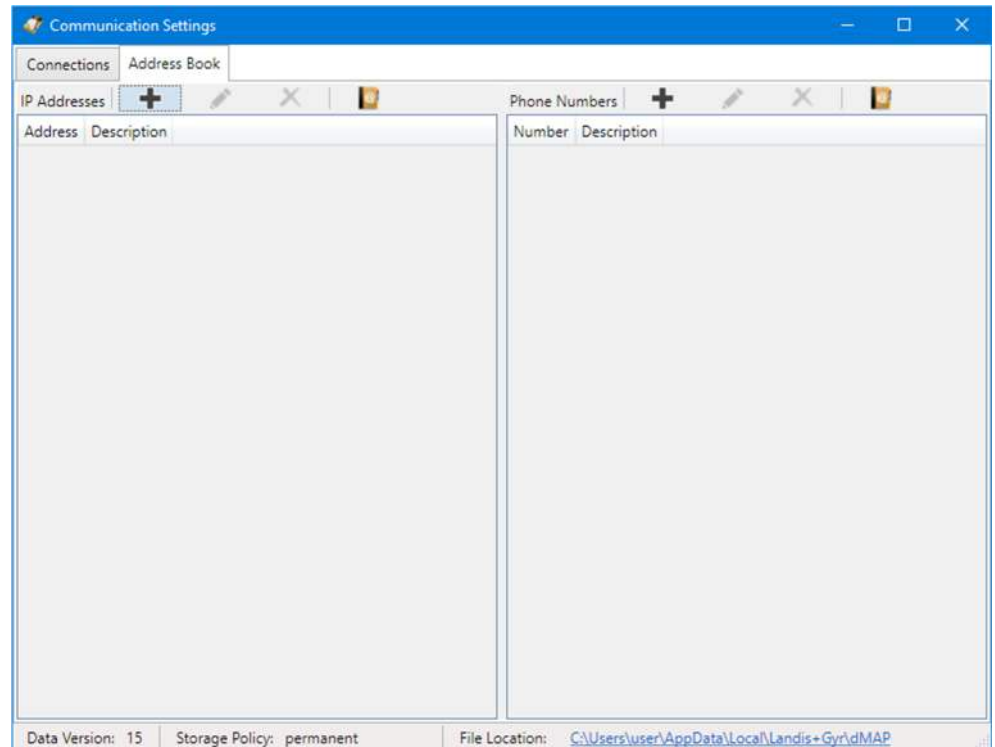 Communication Settings
Connections Address Book
IP Addresses
Phone Numbers
Address Description
Number Description
Data Version: 15 Storage Policy: permanent File Location: C:\Users\user\AppData\Local\Landis+Gyr\dMAP